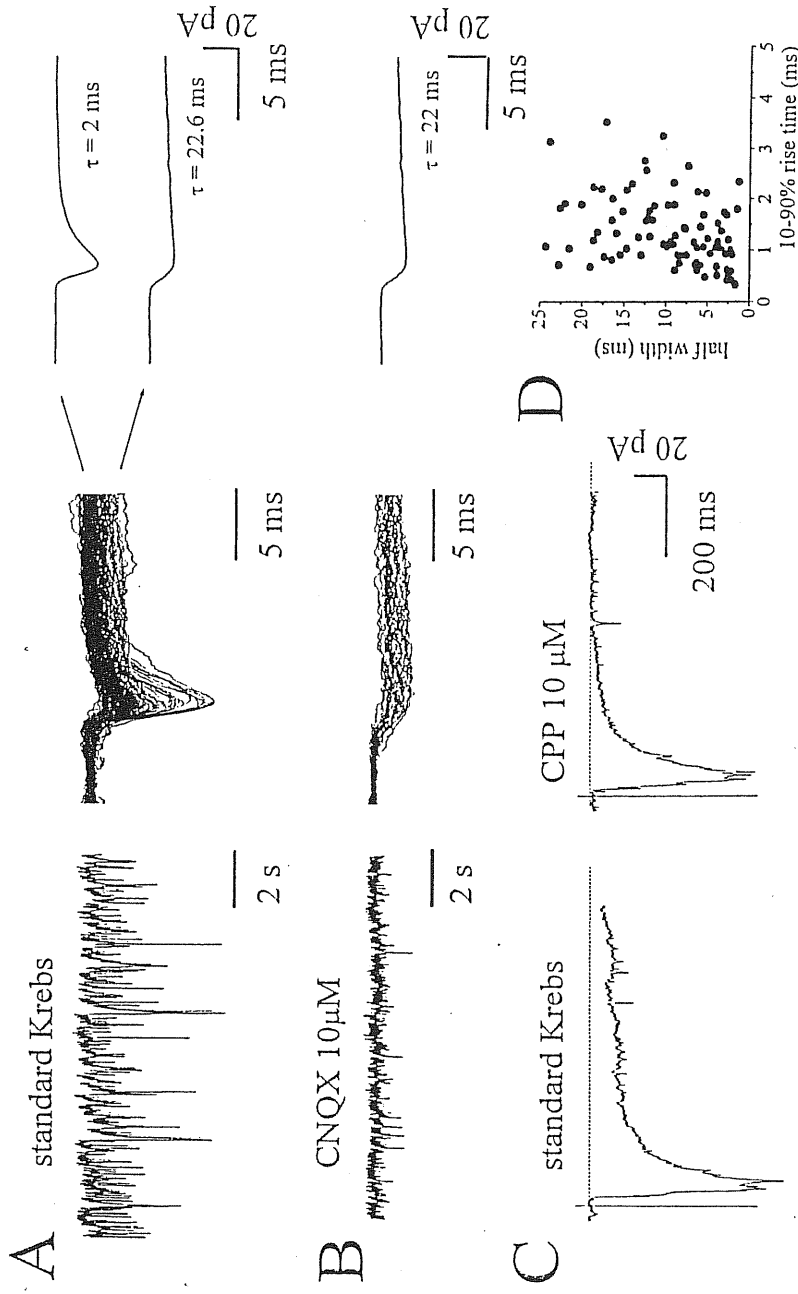 A
standard Krebs
2 s
5 ms
τ = 2 ms
τ = 22.6 ms
20 pA
5 ms
B
CNQX 10μM
2 s
5 ms
τ = 22 ms
20 pA
5 ms
C
standard Krebs
CPP 10 μM
20 pA
200 ms
D
half width (ms)
25
20
15
10
5
0
0 1 2 3 4 5
10-90% rise time (ms)